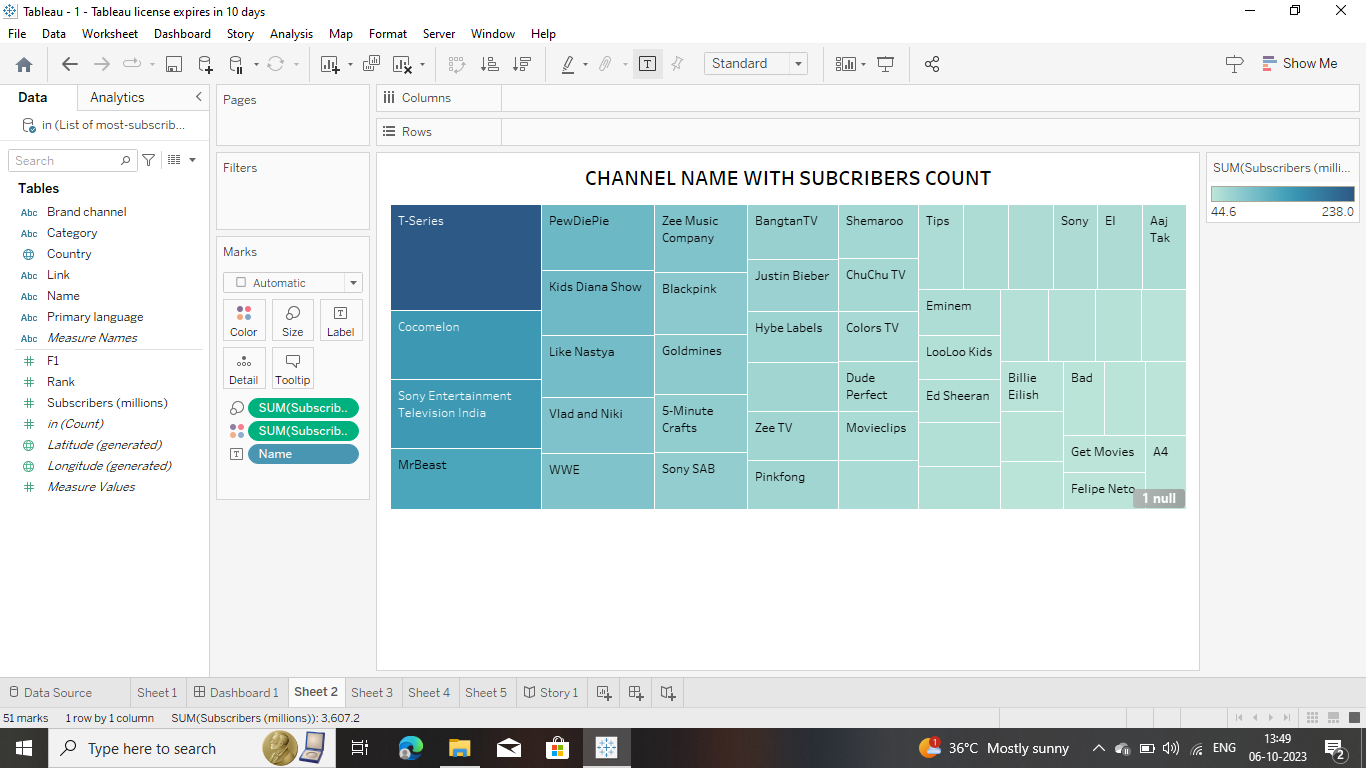 Tableau - 1 - Tableau license expires in 10 days
File Data Worksheet Dashboard Story Analysis Map Format Server Window Help
Standard
Show Me
Data Analytics
in (List of most-subscrib...
Search
Tables
Abc Brand channel
Abc Category
Country
Abc Link
Abc Name
Abc Primary language
Abc Measure Names
F1
Rank
Subscribers (millions)
in (Count)
Latitude (generated)
Longitude (generated)
Measure Values
Pages
Filters
Marks
Automatic
Color Size Label
Detail Tooltip
SUM(Subscrib..
SUM(Subscrib..
Name
Columns
Rows
CHANNEL NAME WITH SUBCRIBERS COUNT
T-Series
Cocomelon
Sony Entertainment
Television India
MrBeast
PewDiePie
Kids Diana Show
Like Nastya
Vlad and Niki
WWE
Zee Music
Company
Blackpink
Goldmines
5-Minute
Crafts
Sony SAB
BangtanTV
Justin Bieber
Hybe Labels
Zee TV
Pinkfong
Shemaroo
ChuChu TV
Colors TV
Dude
Perfect
Movieclips
Tips
Sony
El
Aaj
Tak
Eminem
LooLoo Kids
Ed Sheeran
Billie
Eilish
Bad
Get Movies
Felipe Neto
A4
1 null
SUM(Subscribers (milli...
44.6 238.0
Data Source Sheet 1 Dashboard 1 Sheet 2 Sheet 3 Sheet 4 Sheet 5 Story 1
51 marks 1 row by 1 column SUM(Subscribers (millions)): 3,607.2
Type here to search
36°C Mostly sunny
ENG
13:49
06-10-2023
2